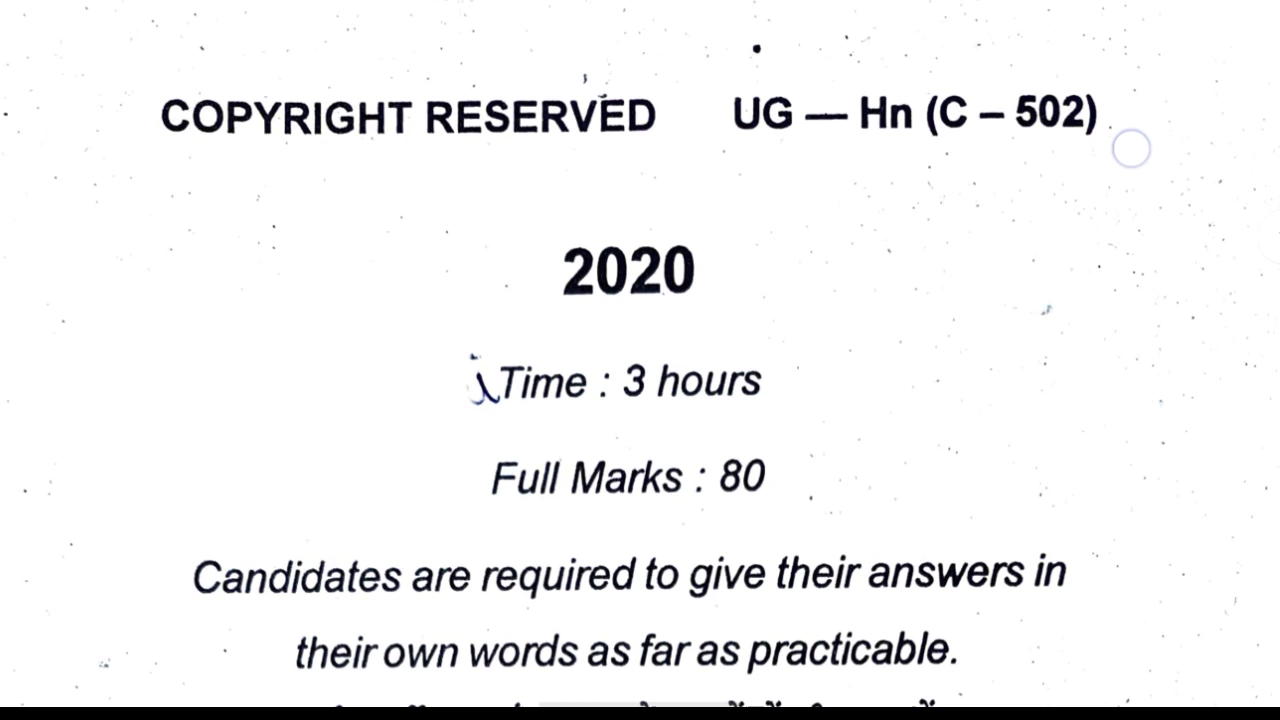 COPYRIGHT RESERVED UG — Hn (C – 502)
2020
Time : 3 hours
Full Marks : 80
Candidates are required to give their answers in
their own words as far as practicable.